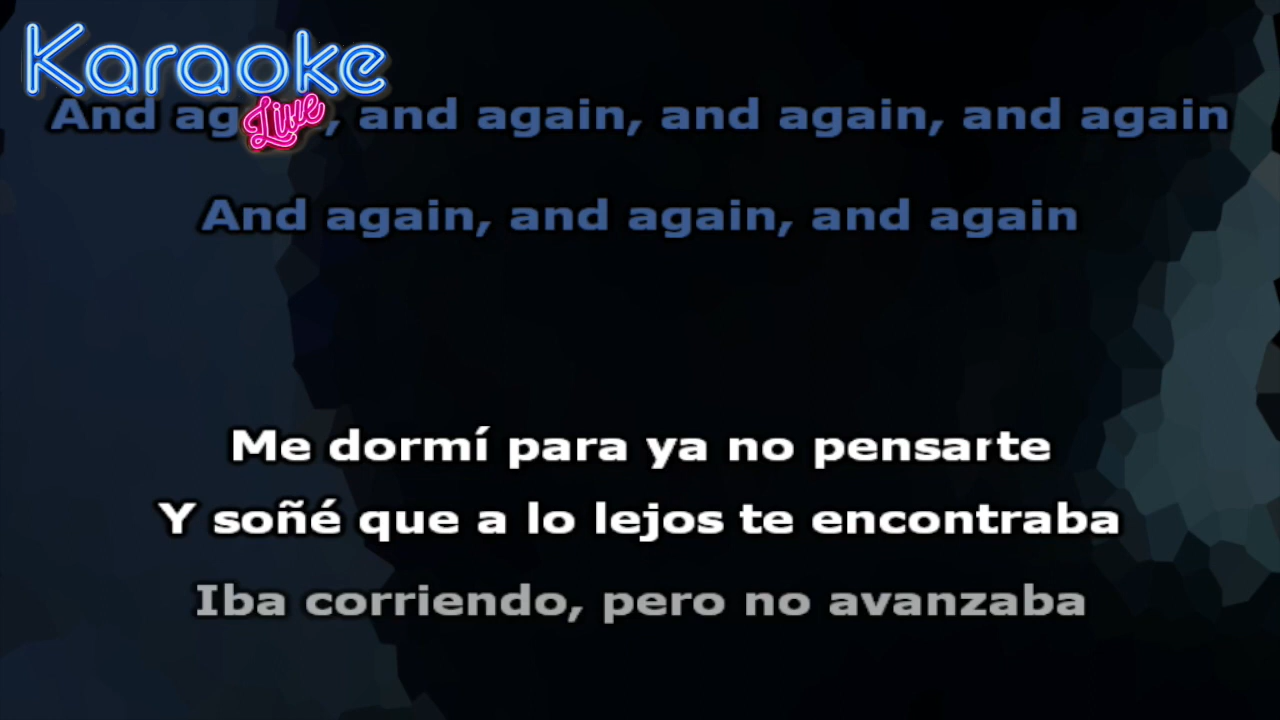 Karaoke
Live
And ag , and again, and again, and again
And again, and again, and again
Me dormí para ya no pensarte
Y soñé que a lo lejos te encontraba
Iba corriendo, pero no avanzaba